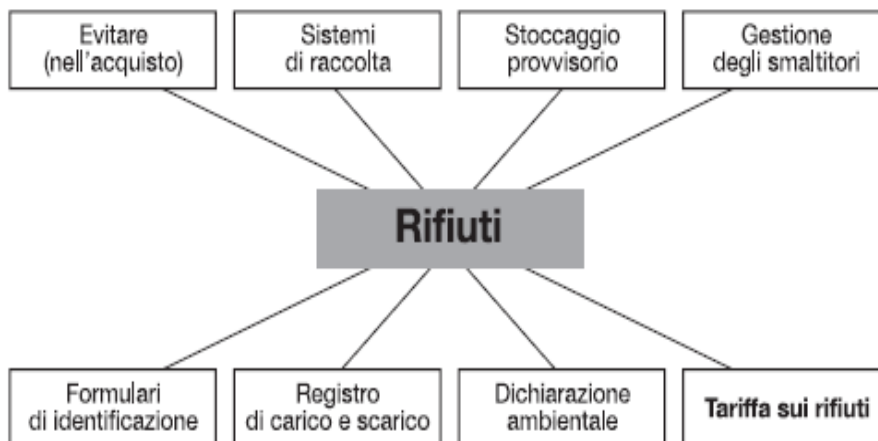 Evitare
(nell'acquisto)
Sistemi
di raccolta
Stoccaggio
provvisorio
Gestione
degli smaltitori
Rifiuti
Formulari
di identificazione
Registro
di carico e scarico
Dichiarazione
ambientale
Tariffa sui rifiuti